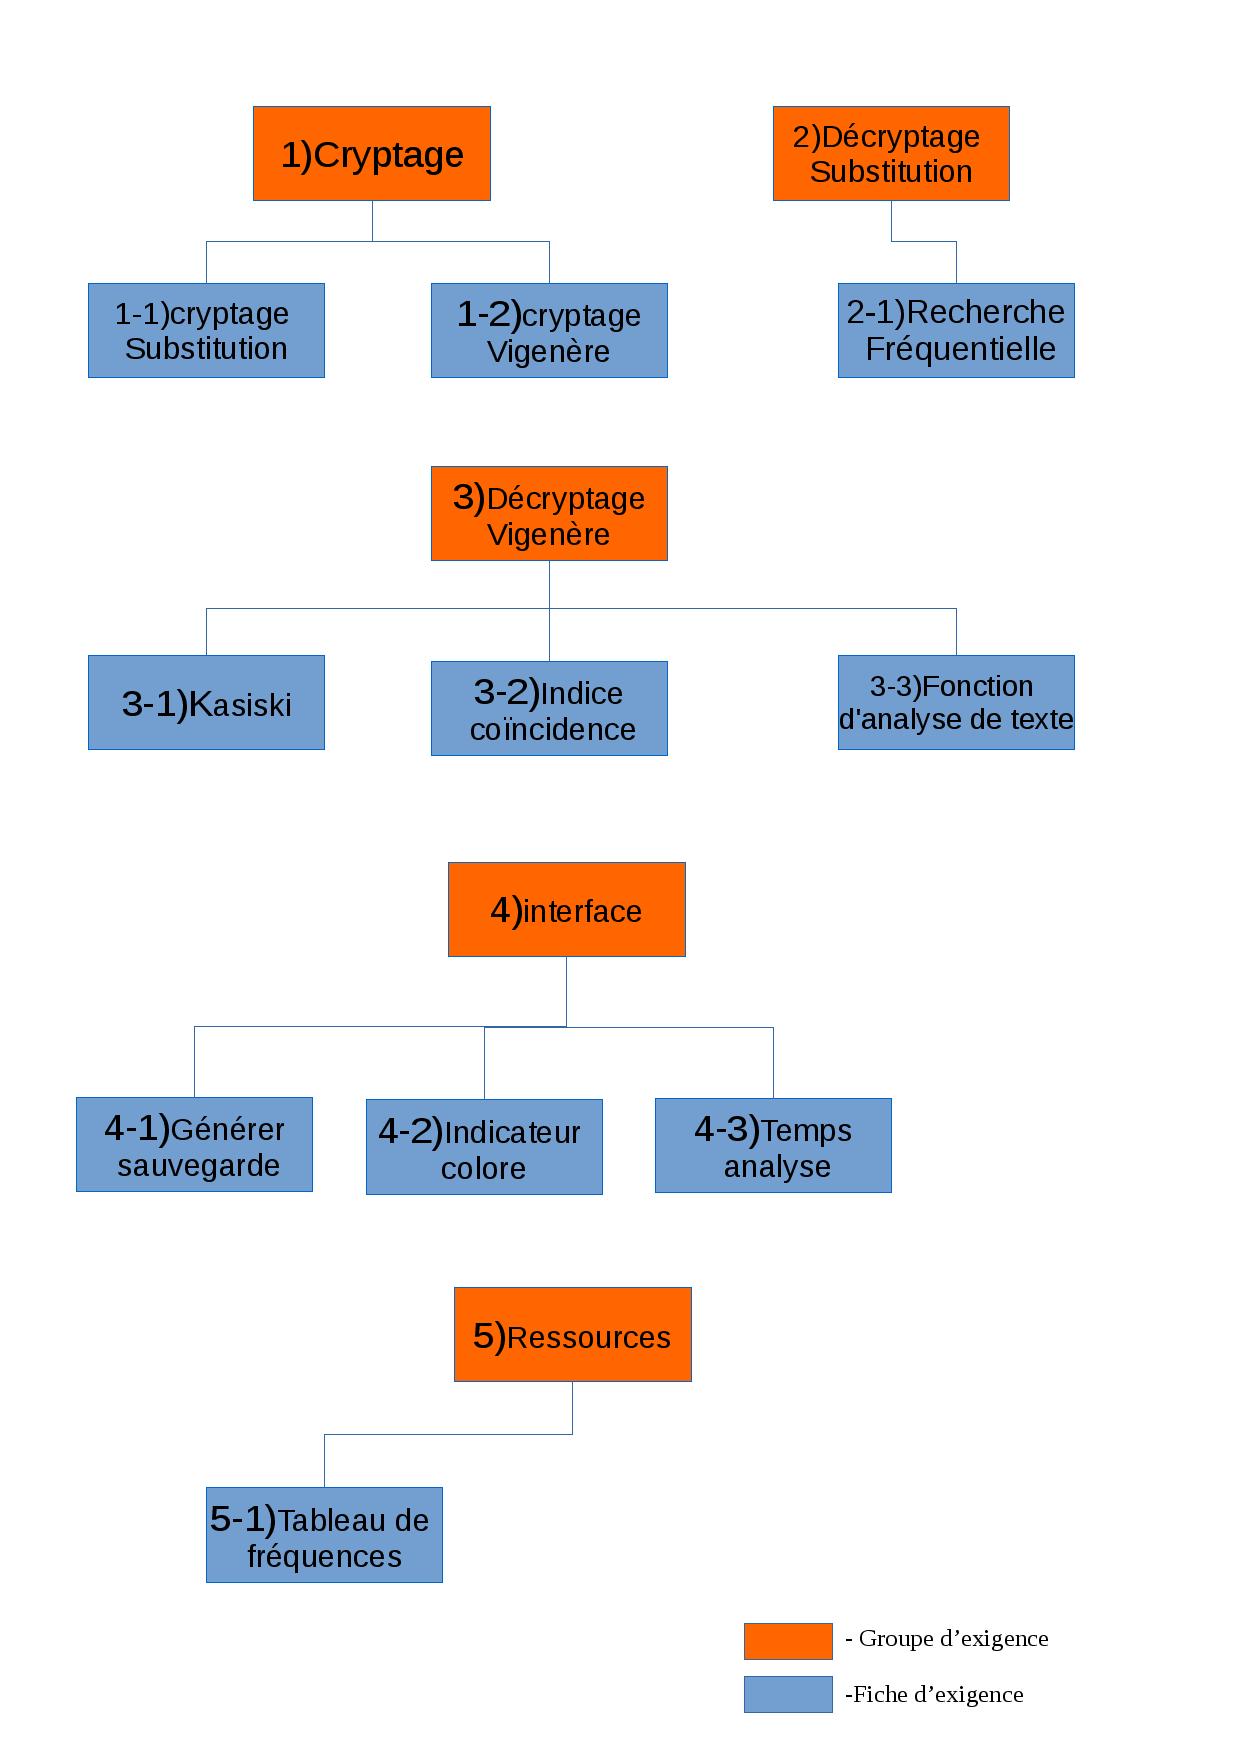 1)Cryptage
2)Décryptage
Substitution
1-1)cryptage
Substitution
1-2)cryptage
Vigenère
2-1)Recherche
Fréquentielle
3)Décryptage
Vigenère
3-1)Kasiski
3-2)Indice
coïncidence
3-3)Fonction
d'analyse de texte
4)interface
4-1)Générer
sauvegarde
4-2)Indicateur
colore
4-3)Temps
analyse
5)Ressources
5-1)Tableau de
fréquences
- Groupe d’exigence
-Fiche d’exigence